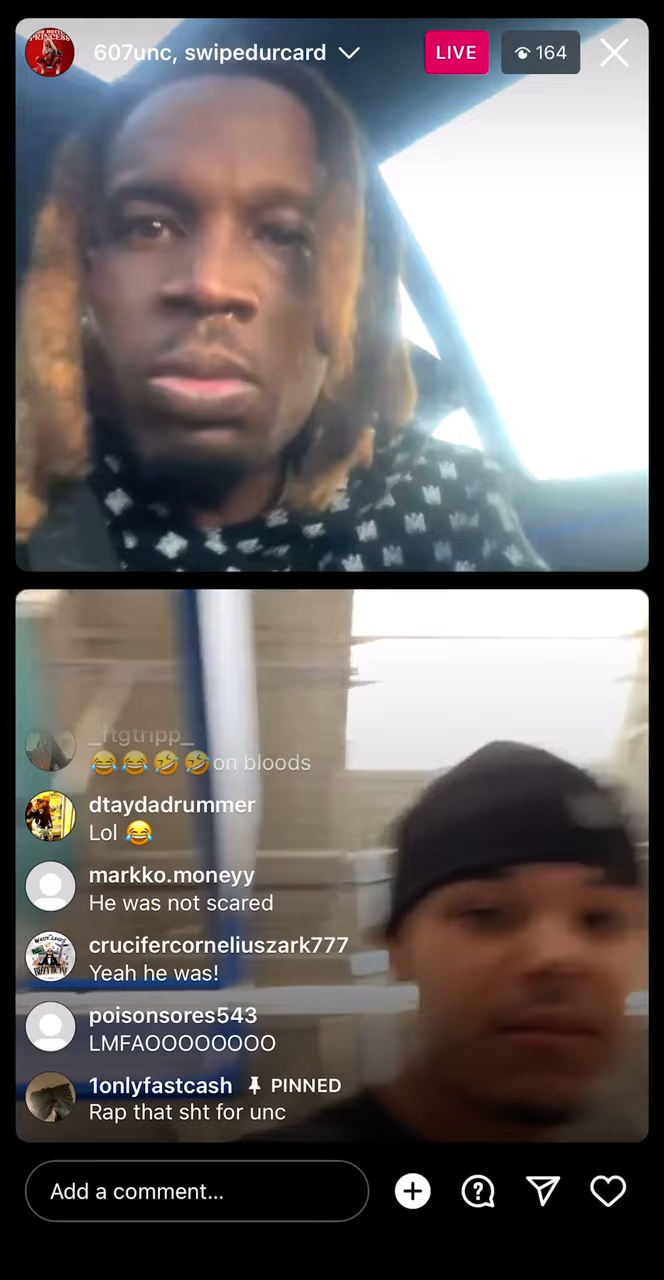 607unc, swipedurcard
LIVE
164
_ftgtripp_
😂😂🤣🤣on bloods
dtaydadrummer
Lol 😂
markko.moneyy
He was not scared
crucifercorneliuszark777
Yeah he was!
poisonsores543
LMFAOOOOOOOO
1onlyfastcash PINNED
Rap that sht for unc
Add a comment...